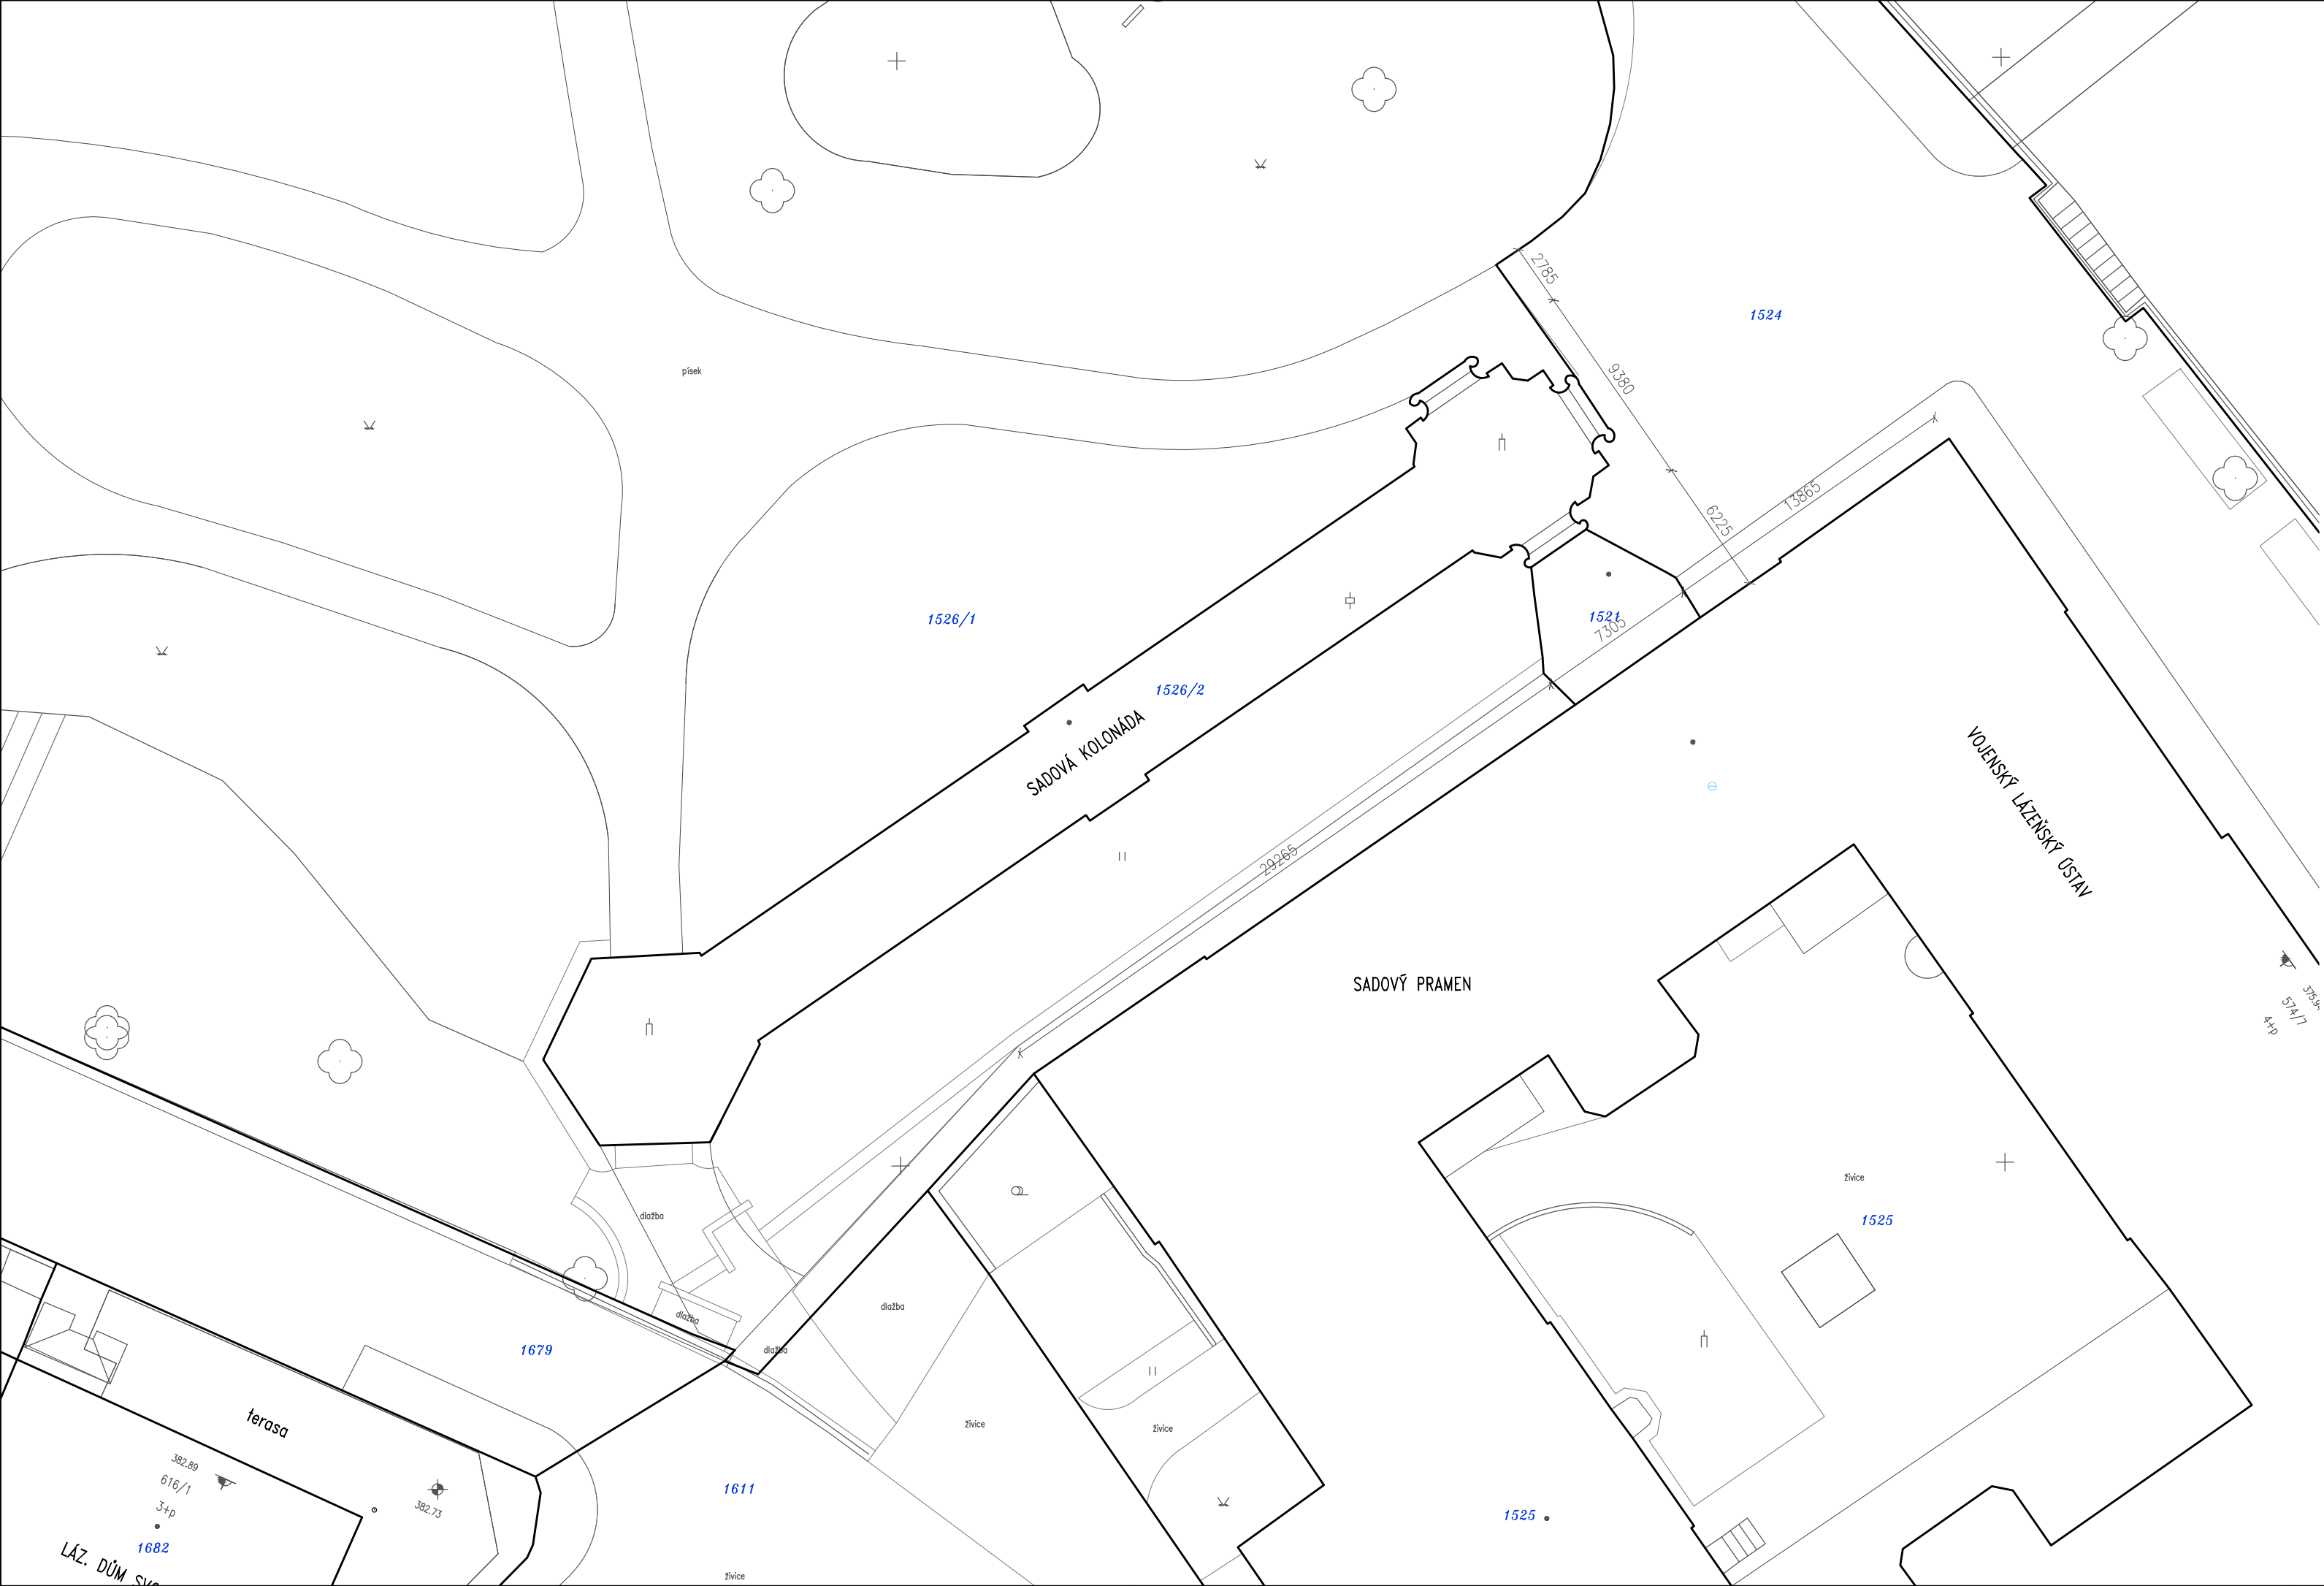 2785
1524
písek
9380
13865
6225
1526/1
1521
7305
1526/2
SADOVÁ KOLONÁDA
VOJENSKÝ LÁZEŇSKÝ ÚSTAV
29265
SADOVÝ PRAMEN
574/7
4+p
živice
1525
dlažba
dlažba
dlažba
dlažba
1679
terasa
živice
živice
382.89
616/1
3+p
382.73
1611
1525
1682
LÁZ. DŮM
živice